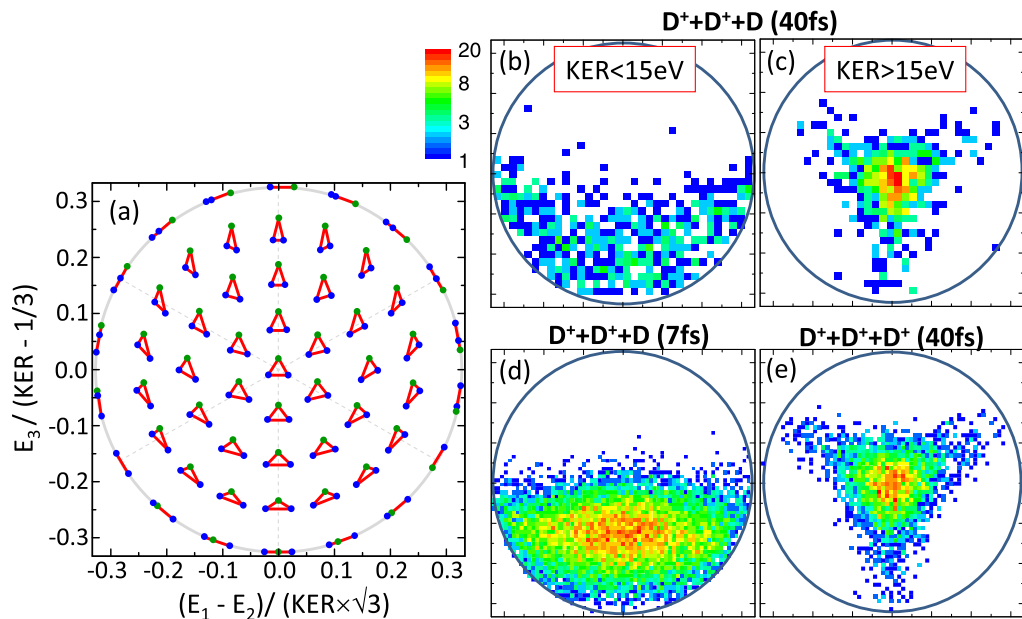 D⁺+D⁺+D (40fs)
20
8
3
1
(b)
KER<15eV
(c)
KER>15eV
(a)
0.3
0.2
0.1
0.0
-0.1
-0.2
-0.3
E₃/ (KER - 1/3)
-0.3 -0.2 -0.1 0.0 0.1 0.2 0.3
(E₁ - E₂)/ (KER×√3)
D⁺+D⁺+D (7fs)
D⁺+D⁺+D⁺ (40fs)
(d)
(e)